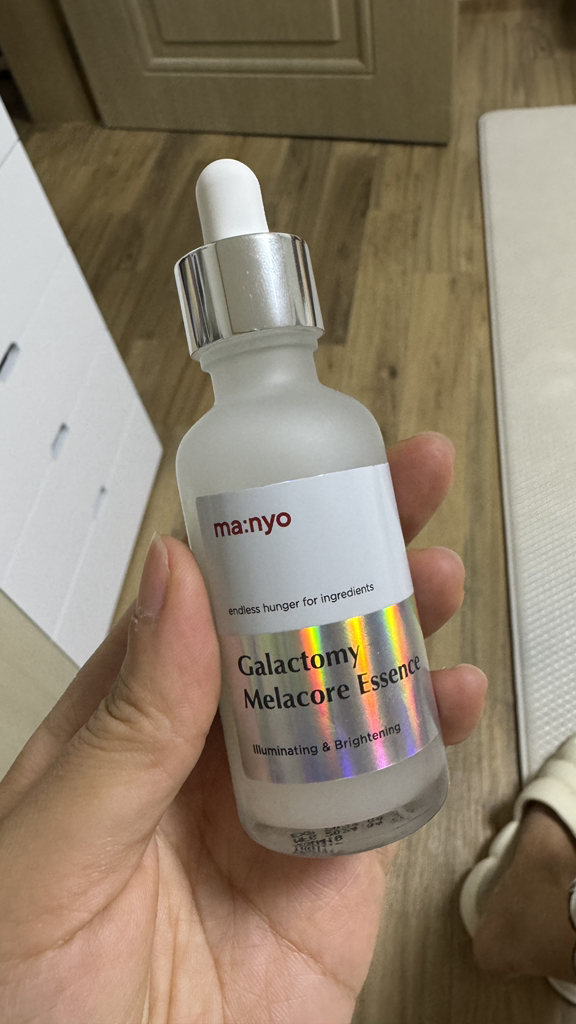 ma:nyo
endless hunger for ingredients
Galactomy
Melacore Essence
Illuminating & Brightening